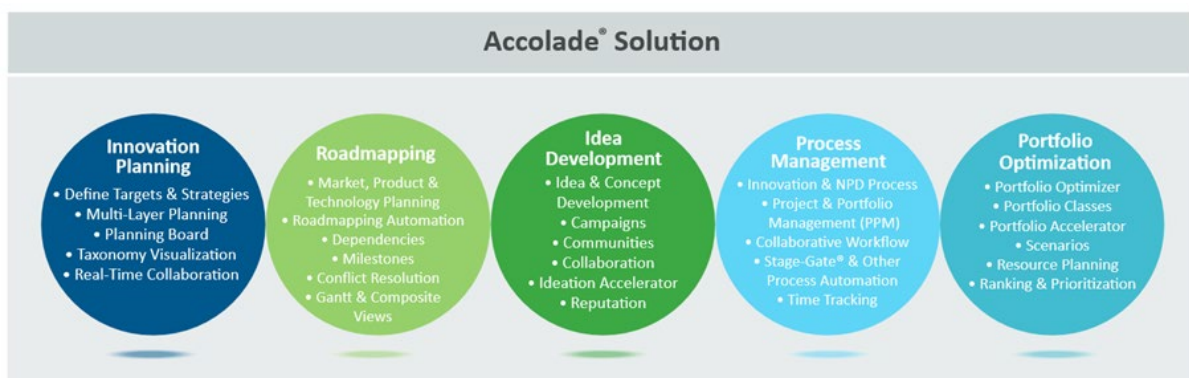 Accolade® Solution
Innovation
Planning
• Define Targets & Strategies
• Multi-Layer Planning
• Planning Board
• Taxonomy Visualization
• Real-Time Collaboration
Roadmapping
• Market, Product &
Technology Planning
• Roadmapping Automation
• Dependencies
• Milestones
• Conflict Resolution
• Gantt & Composite
Views
Idea
Development
• Idea & Concept
Development
• Campaigns
• Communities
• Collaboration
• Ideation Accelerator
• Reputation
Process
Management
• Innovation & NPD Process
• Project & Portfolio
Management (PPM)
• Collaborative Workflow
• Stage-Gate® & Other
Process Automation
• Time Tracking
Portfolio
Optimization
• Portfolio Optimizer
• Portfolio Classes
• Portfolio Accelerator
• Scenarios
• Resource Planning
• Ranking & Prioritization